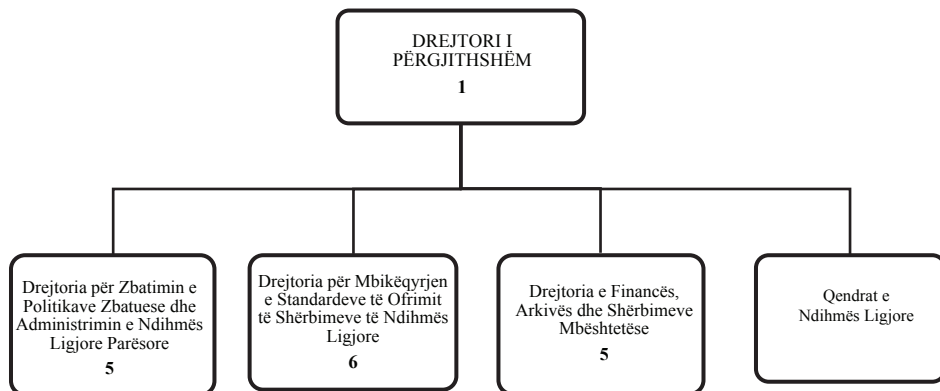 DREJTORI I
PËRGJITHSHËM
1
Drejtoria për Zbatimin e
Politikave Zbatuese dhe
Administrimin e Ndihmës
Ligjore Parësore
5
Drejtoria për Mbikëqyrjen
e Standardeve të Ofrimit
të Shërbimeve të Ndihmës
Ligjore
6
Drejtoria e Financës,
Arkivës dhe Shërbimeve
Mbështetëse
5
Qendrat e
Ndihmës Ligjore